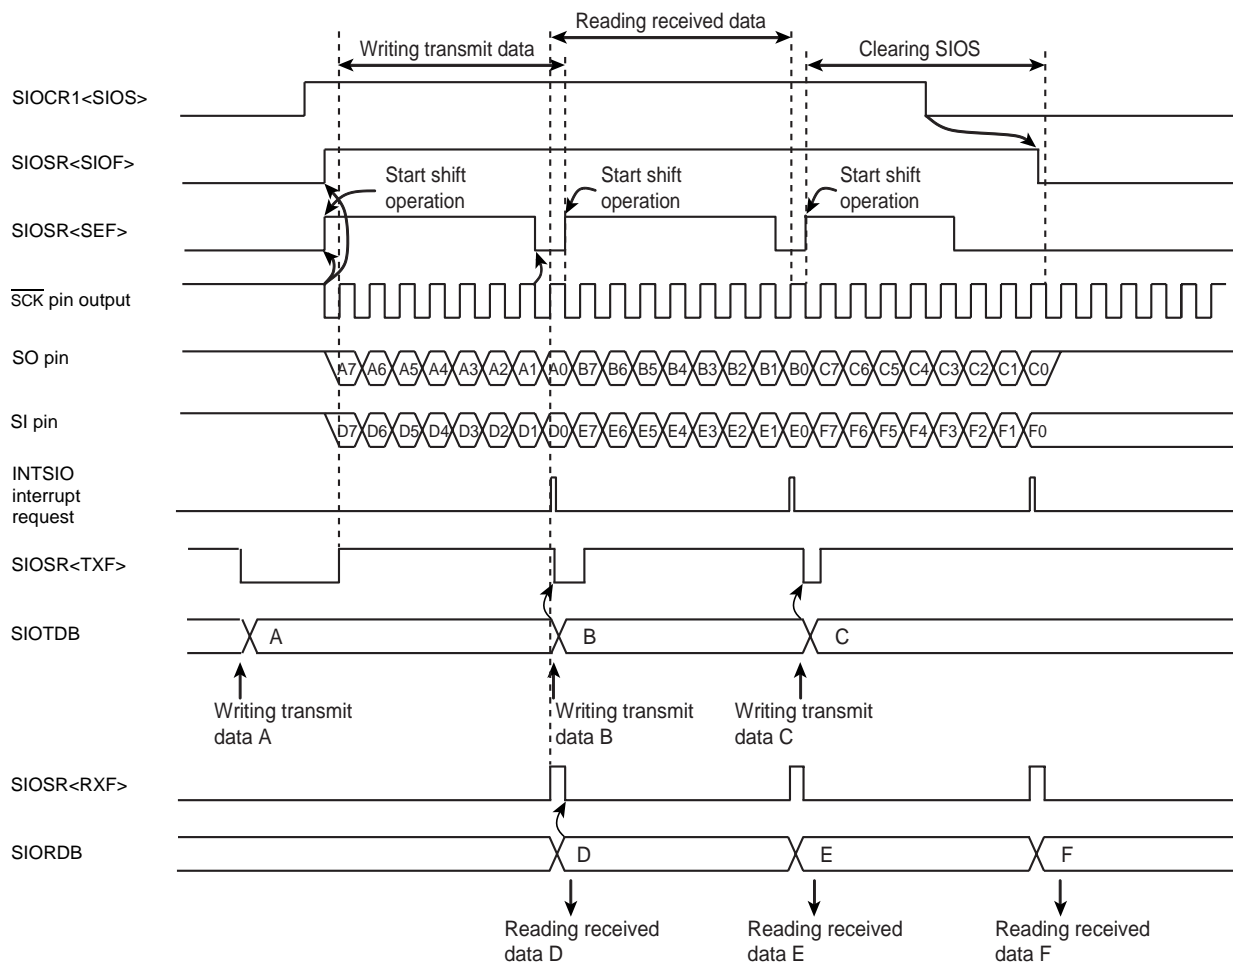 Reading received data
Writing transmit data
Clearing SIOS
SIOCR1<SIOS>
SIOSR<SIOF>
Start shift
operation
Start shift
operation
Start shift
operation
SIOSR<SEF>
SCK pin output
SO pin
A7 A6 A5 A4 A3 A2 A1 A0 B7 B6 B5 B4 B3 B2 B1 B0 C7 C6 C5 C4 C3 C2 C1 C0
SI pin
D7 D6 D5 D4 D3 D2 D1 D0 E7 E6 E5 E4 E3 E2 E1 E0 F7 F6 F5 F4 F3 F2 F1 F0
INTSIO
interrupt
request
SIOSR<TXF>
SIOTDB
A B C
Writing transmit
data A
Writing transmit
data B
Writing transmit
data C
SIOSR<RXF>
SIORDB
D E F
Reading received
data D
Reading received
data E
Reading received
data F